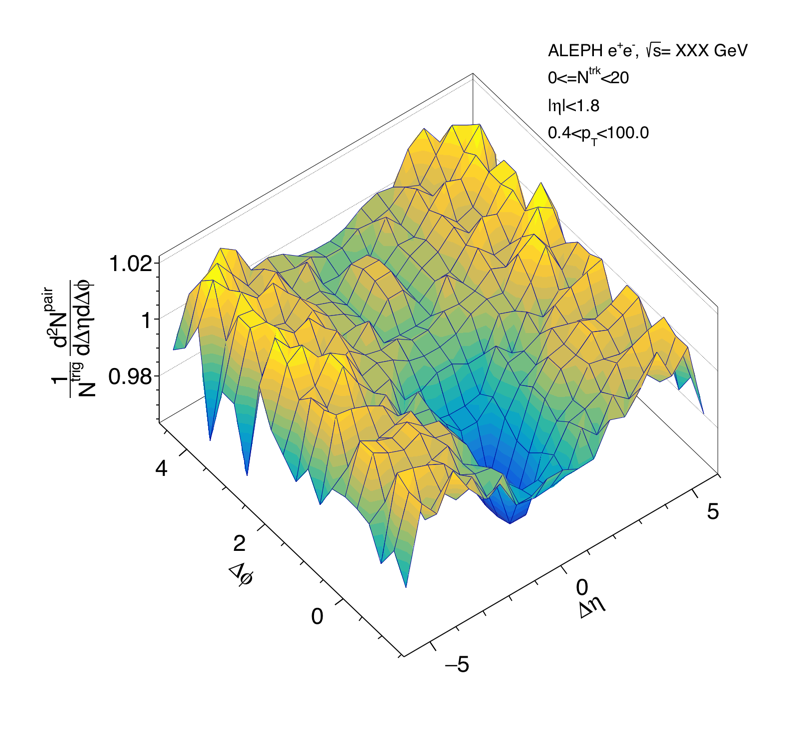 ALEPH e⁺e⁻, √s= XXX GeV
0<=Nᵗʳᵏ<20
|η|<1.8
0.4<p_T<100.0
1.02
1
0.98
1/N^trig d²N^pair/dΔηdΔϕ
4
2
0
Δϕ
−5
0
5
Δη